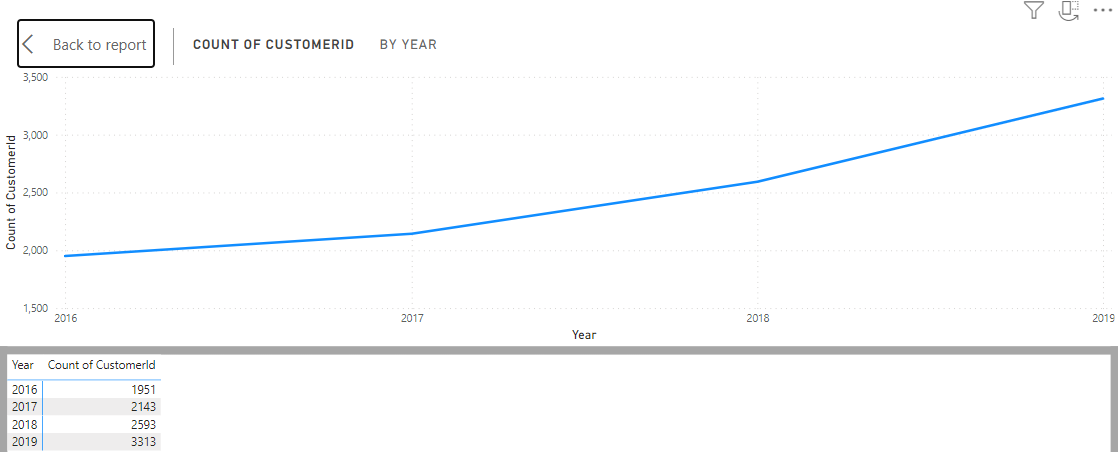 Back to report
COUNT OF CUSTOMERID BY YEAR
3,500
3,000
2,500
2,000
1,500
Count of CustomerId
2016 2017 2018 2019
Year
Year Count of CustomerId
2016 1951
2017 2143
2018 2593
2019 3313